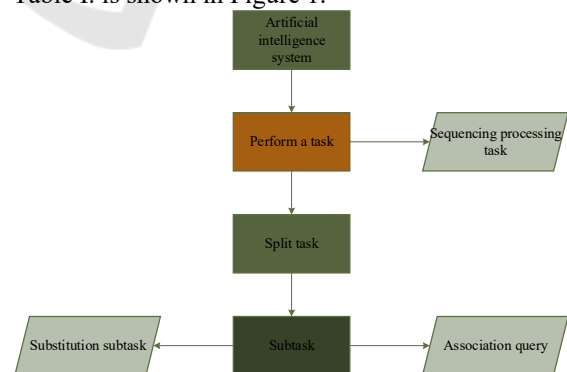 Table I. is shown in Figure 1.
Artificial
intelligence
system
Perform a task
Sequencing processing
task
Split task
Substitution subtask
Subtask
Association query